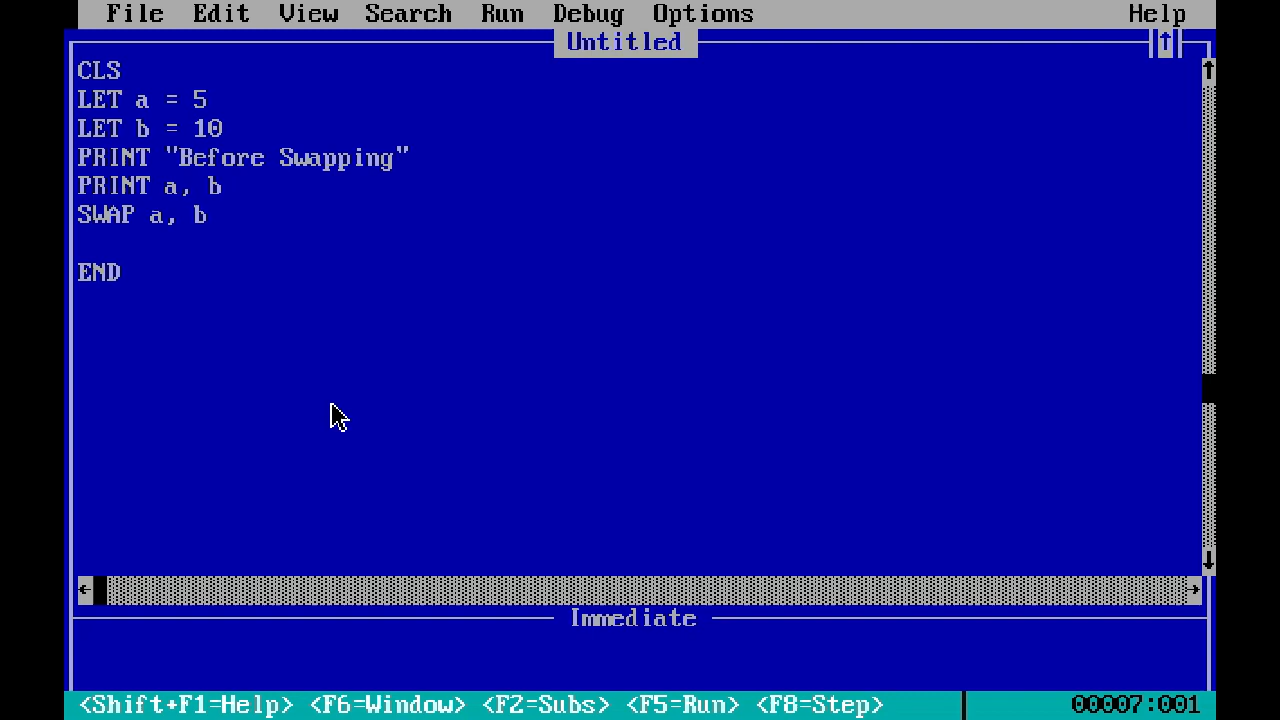 File Edit View Search Run Debug Options Help
Untitled
CLS
LET a = 5
LET b = 10
PRINT "Before Swapping"
PRINT a, b
SWAP a, b
END
Immediate
<Shift+F1=Help> <F6=Window> <F2=Subs> <F5=Run> <F8=Step> 00007:001